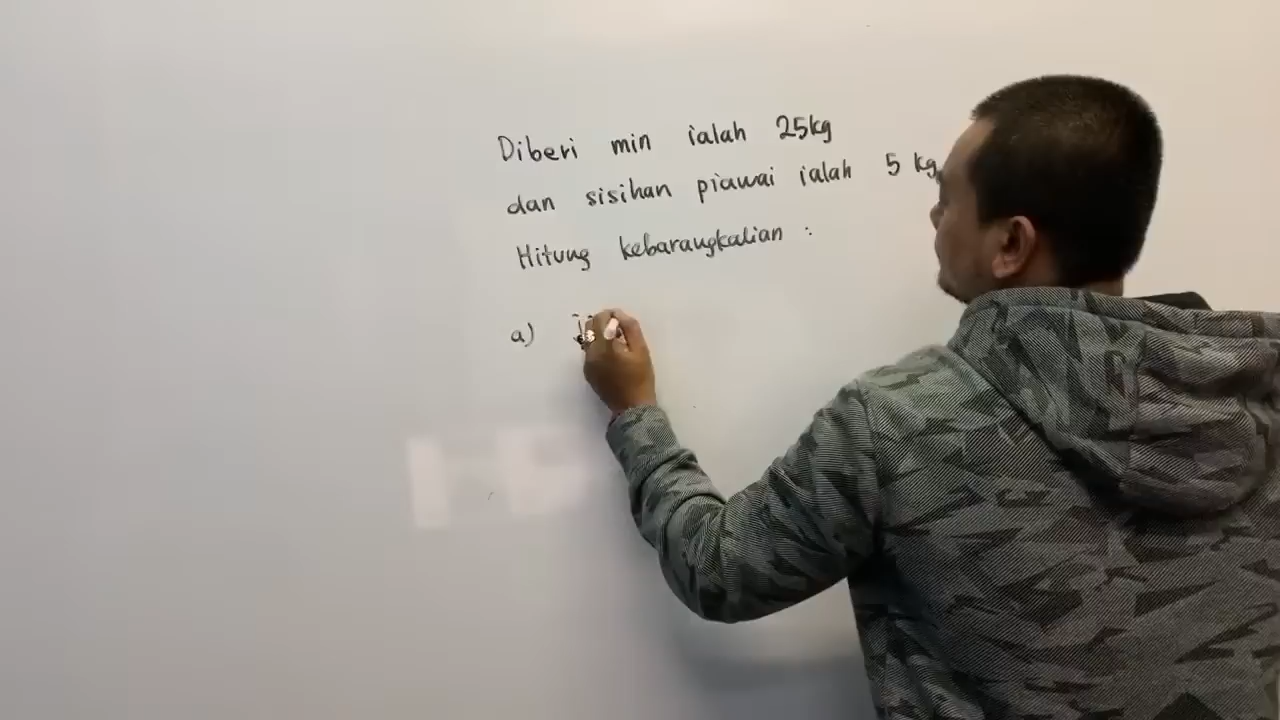 Diberi min ialah 25kg
dan sisihan piawai ialah 5 kg
Hitung kebarangkalian :
a)